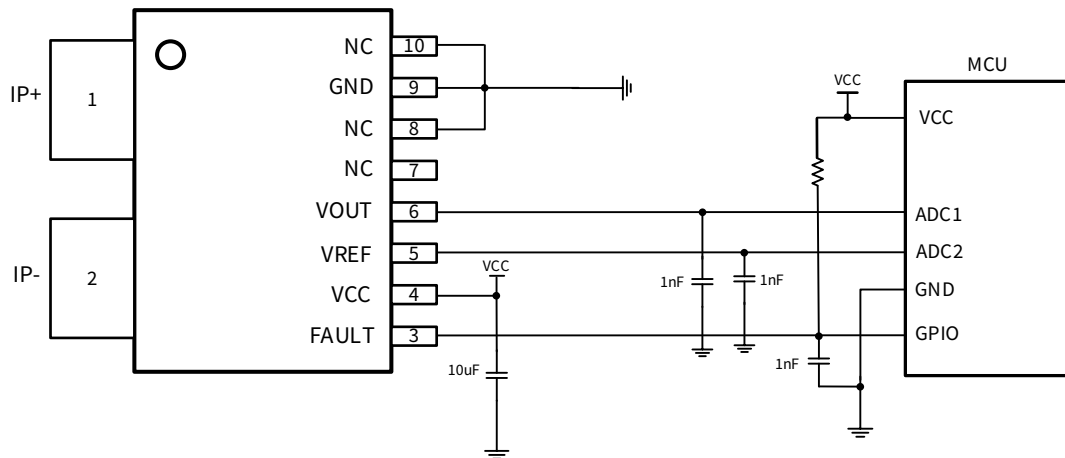 NC 10
MCU
IP+ 1 GND 9
VCC
NC 8
VCC
NC 7
VOUT 6
ADC1
VREF 5
ADC2
IP- 2
VCC
1nF
1nF
VCC 4
GND
FAULT 3
GPIO
10uF
1nF